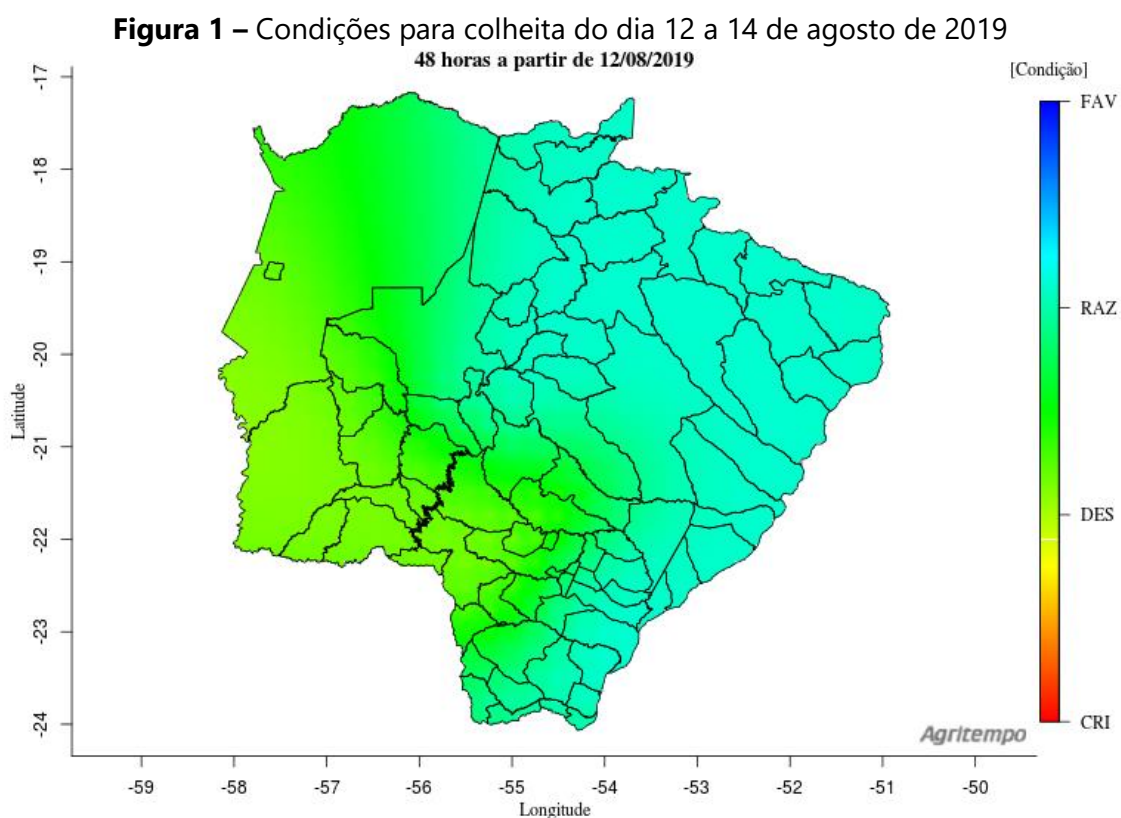 Figura 1 – Condições para colheita do dia 12 a 14 de agosto de 2019
48 horas a partir de 12/08/2019
[Condição]
FAV
RAZ
DES
CRI
-17
-18
-19
-20
-21
-22
-23
-24
Latitude
Agritempo
-59
-58
-57
-56
-55
-54
-53
-52
-51
-50
Longitude